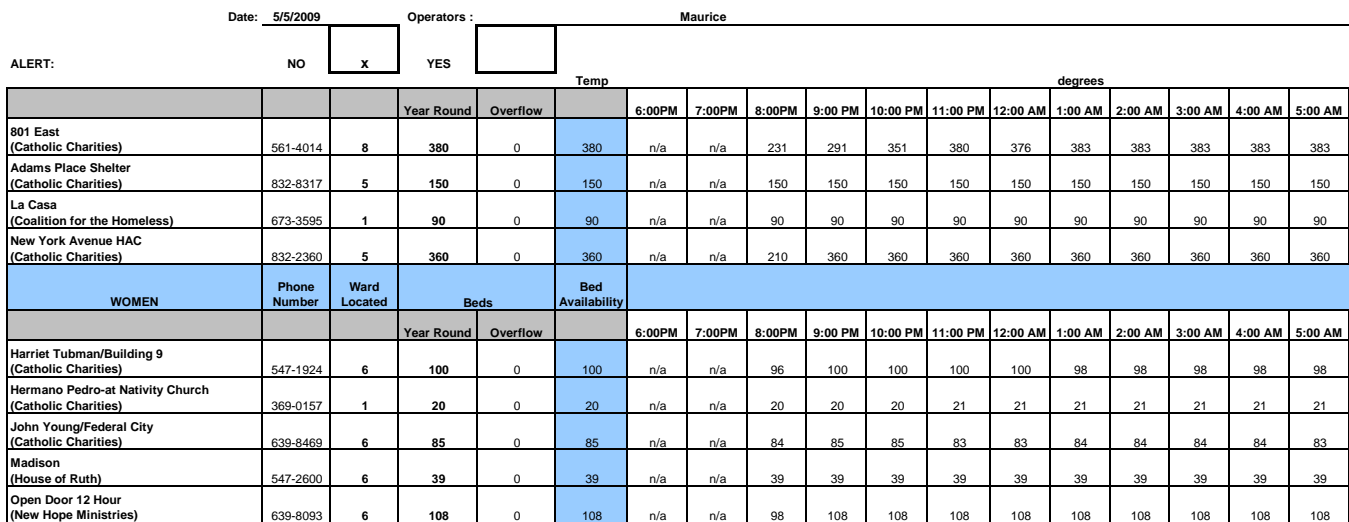 Date: 5/5/2009 Operators : Maurice
ALERT: NO x YES
Temp degrees
Year Round Overflow 6:00PM 7:00PM 8:00PM 9:00 PM 10:00 PM 11:00 PM 12:00 AM 1:00 AM 2:00 AM 3:00 AM 4:00 AM 5:00 AM
801 East
(Catholic Charities) 561-4014 8 380 0 380 n/a n/a 231 291 351 380 376 383 383 383 383 383
Adams Place Shelter
(Catholic Charities) 832-8317 5 150 0 150 n/a n/a 150 150 150 150 150 150 150 150 150 150
La Casa
(Coalition for the Homeless) 673-3595 1 90 0 90 n/a n/a 90 90 90 90 90 90 90 90 90 90
New York Avenue HAC
(Catholic Charities) 832-2360 5 360 0 360 n/a n/a 210 360 360 360 360 360 360 360 360 360
WOMEN Phone Number Ward Located Beds Bed Availability
Year Round Overflow 6:00PM 7:00PM 8:00PM 9:00 PM 10:00 PM 11:00 PM 12:00 AM 1:00 AM 2:00 AM 3:00 AM 4:00 AM 5:00 AM
Harriet Tubman/Building 9
(Catholic Charities) 547-1924 6 100 0 100 n/a n/a 96 100 100 100 100 98 98 98 98 98
Hermano Pedro-at Nativity Church
(Catholic Charities) 369-0157 1 20 0 20 n/a n/a 20 20 20 21 21 21 21 21 21 21
John Young/Federal City
(Catholic Charities) 639-8469 6 85 0 85 n/a n/a 84 85 85 83 83 84 84 84 84 83
Madison
(House of Ruth) 547-2600 6 39 0 39 n/a n/a 39 39 39 39 39 39 39 39 39 39
Open Door 12 Hour
(New Hope Ministries) 639-8093 6 108 0 108 n/a n/a 98 108 108 108 108 108 108 108 108 108